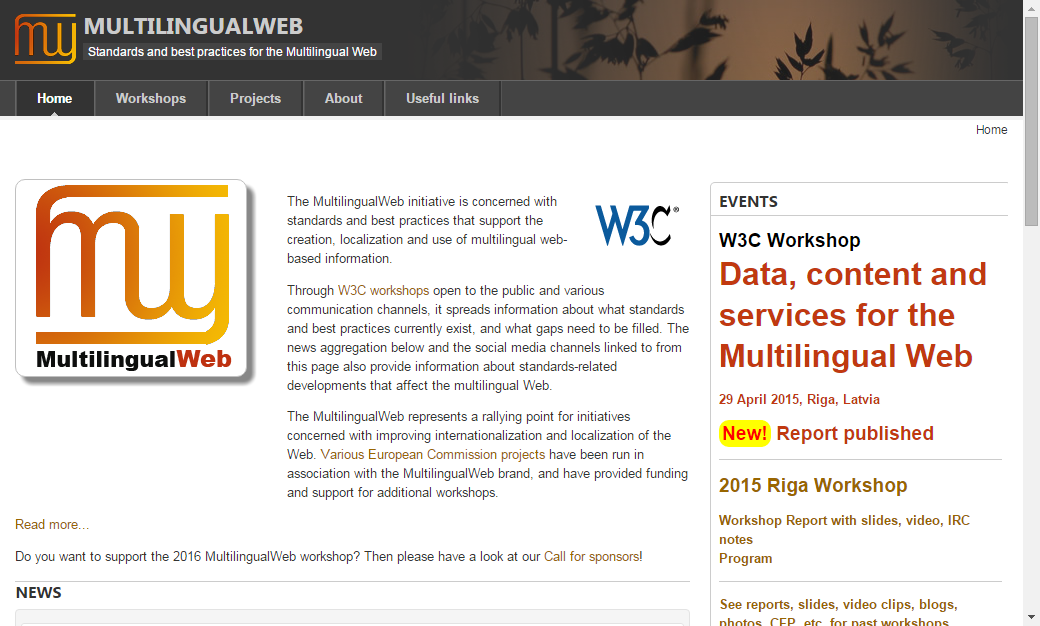 MULTILINGUALWEB
Standards and best practices for the Multilingual Web
Home
Workshops
Projects
About
Useful links
Home
MultilingualWeb
The MultilingualWeb initiative is concerned with
standards and best practices that support the
creation, localization and use of multilingual web-
based information.
W3C®
Through W3C workshops open to the public and various
communication channels, it spreads information about what standards
and best practices currently exist, and what gaps need to be filled. The
news aggregation below and the social media channels linked to from
this page also provide information about standards-related
developments that affect the multilingual Web.
The MultilingualWeb represents a rallying point for initiatives
concerned with improving internationalization and localization of the
Web. Various European Commission projects have been run in
association with the MultilingualWeb brand, and have provided funding
and support for additional workshops.
Read more...
Do you want to support the 2016 MultilingualWeb workshop? Then please have a look at our Call for sponsors!
NEWS
EVENTS
W3C Workshop
Data, content and
services for the
Multilingual Web
29 April 2015, Riga, Latvia
New! Report published
2015 Riga Workshop
Workshop Report with slides, video, IRC
notes
Program
See reports, slides, video clips, blogs,
photos, CFP, etc. for past workshops